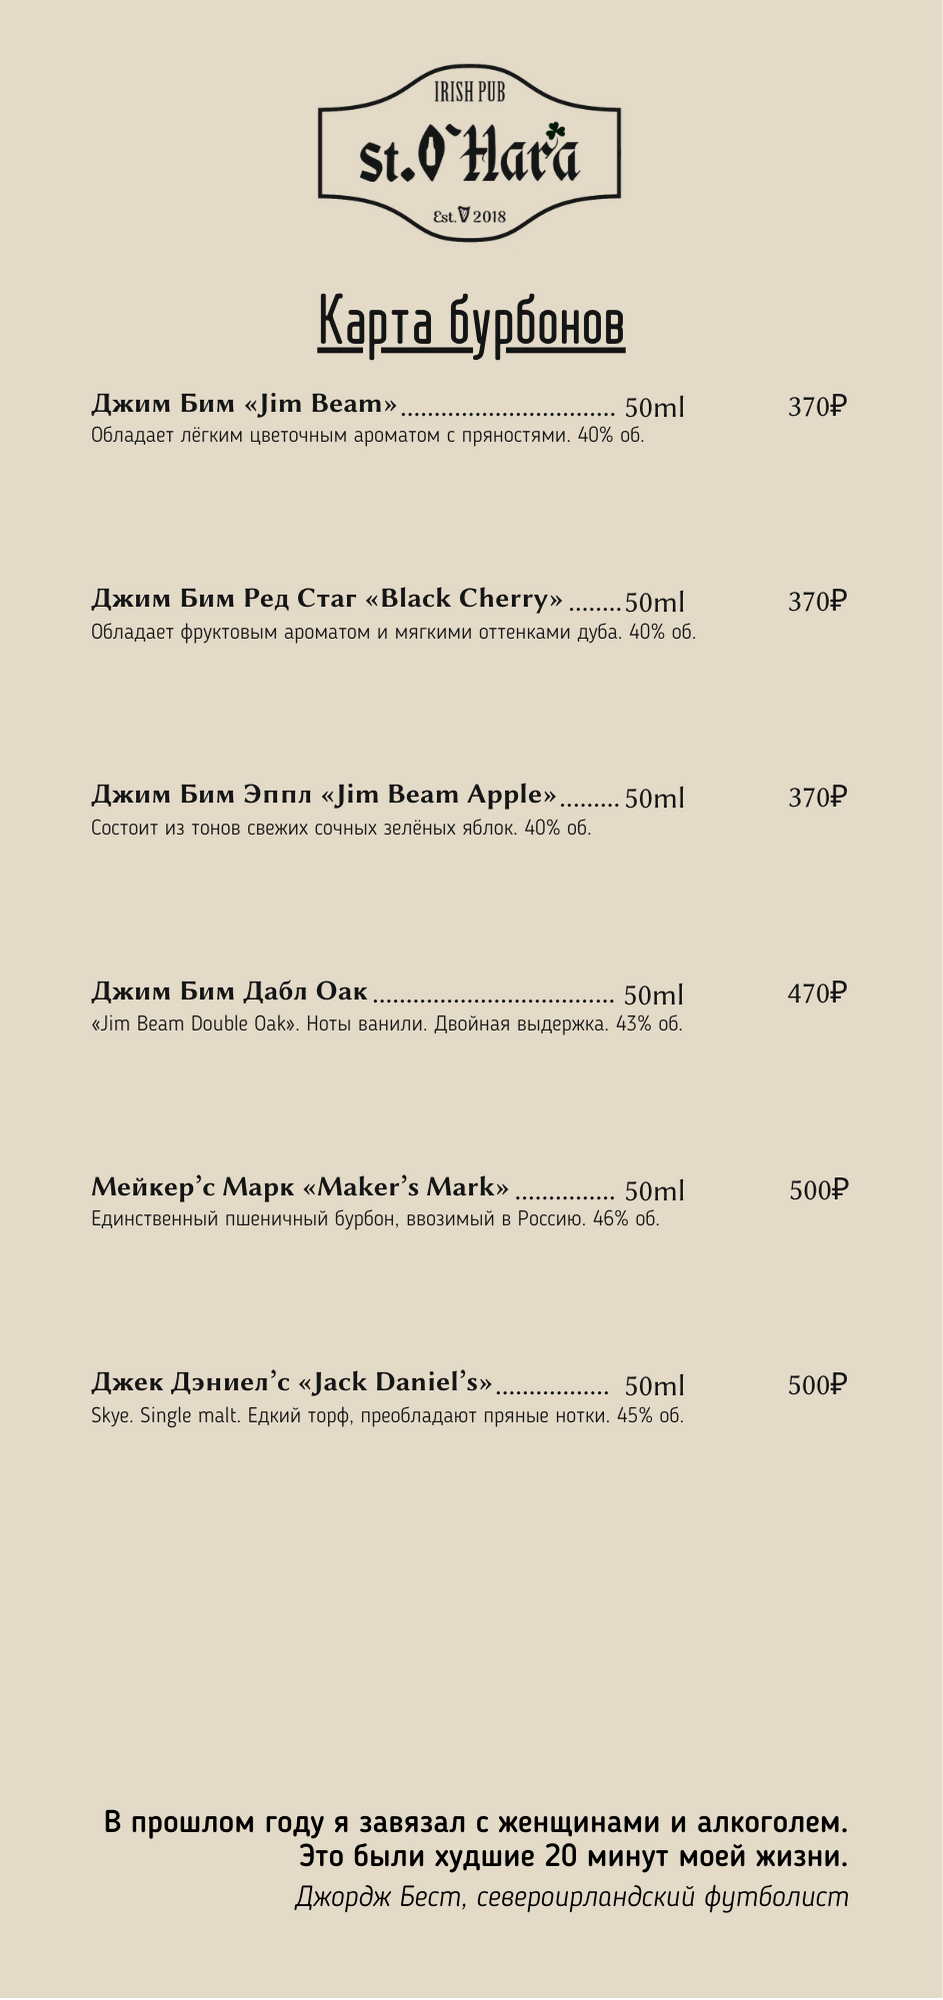 IRISH PUB
st.O`Hara
Est. 2018
Карта бурбонов
Джим Бим «Jim Beam»................................ 50ml 370₽
Обладает лёгким цветочным ароматом с пряностями. 40% об.
Джим Бим Ред Стаг «Black Cherry» ........50ml 370₽
Обладает фруктовым ароматом и мягкими оттенками дуба. 40% об.
Джим Бим Эппл «Jim Beam Apple»......... 50ml 370₽
Состоит из тонов свежих сочных зелёных яблок. 40% об.
Джим Бим Дабл Оак .................................... 50ml 470₽
«Jim Beam Double Oak». Ноты ванили. Двойная выдержка. 43% об.
Мейкер’с Марк «Maker’s Mark» ............... 50ml 500₽
Единственный пшеничный бурбон, ввозимый в Россию. 46% об.
Джек Дэниел’с «Jack Daniel’s»................. 50ml 500₽
Skye. Single malt. Едкий торф, преобладают пряные нотки. 45% об.
В прошлом году я завязал с женщинами и алкоголем.
Это были худшие 20 минут моей жизни.
Джордж Бест, североирландский футболист